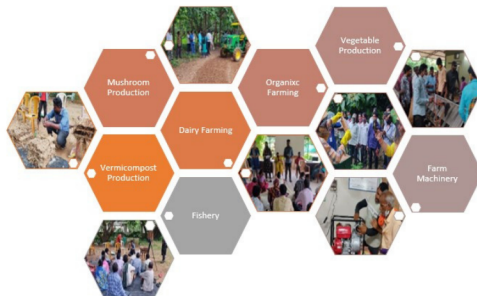 Vegetable
Production
Mushroom
Production
Organixc
Farming
Dairy Farming
Vermicompost
Production
Farm
Machinery
Fishery